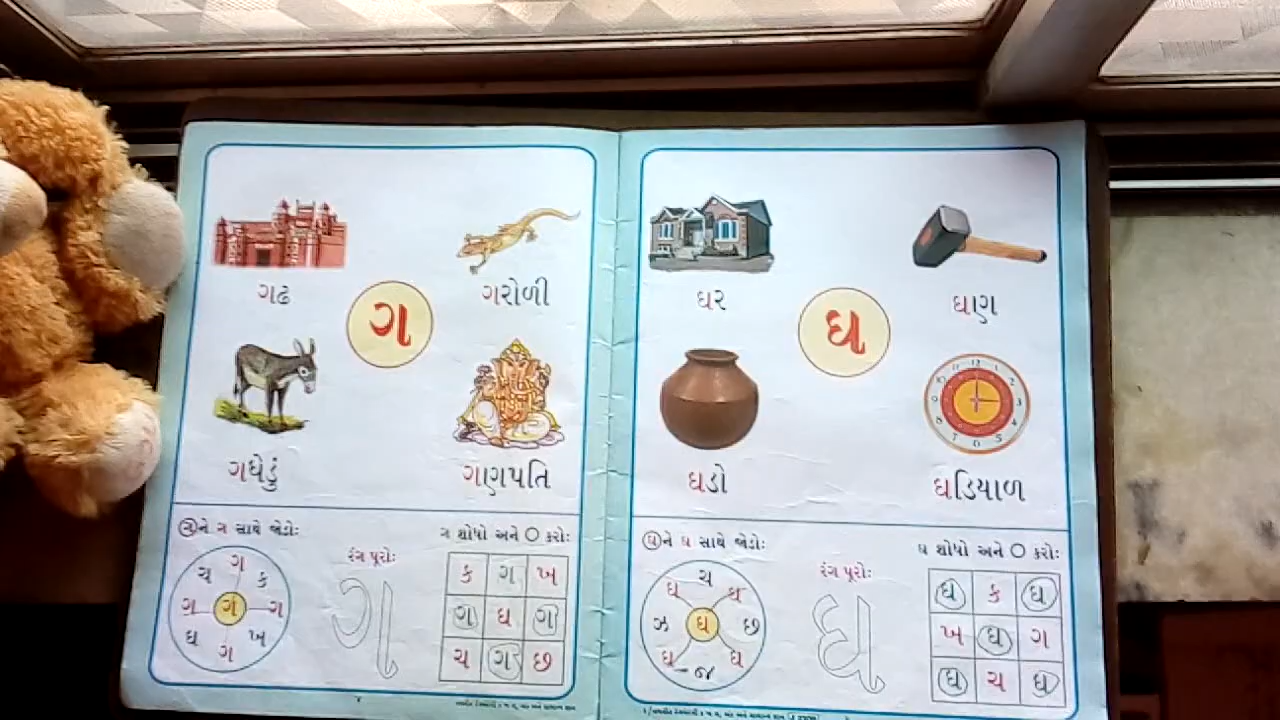 ગઢ
ગરોળી
ગ
ગધેડું
ગણપતિ
ગ ને ગ સાથે જોડો:
ગ શોધો અને ○ કરો:
રંગ પૂરો:
ગ
ચ ક
ગ ગ ગ
ઘ ખ
ગ
ગ
ક ગ ખ
ગ ઘ ગ
ચ ગ છ
ઘર
ઘણ
ઘ
ઘડો
ઘડિયાળ
ઘ ને ઘ સાથે જોડો:
ઘ શોધો અને ○ કરો:
રંગ પૂરો:
ચ
ઘ ઘ
ઝ ઘ છ
ઘ ઘ
જ
ઘ
ઘ ક ઘ
ખ ઘ ગ
ઘ ચ ઘ